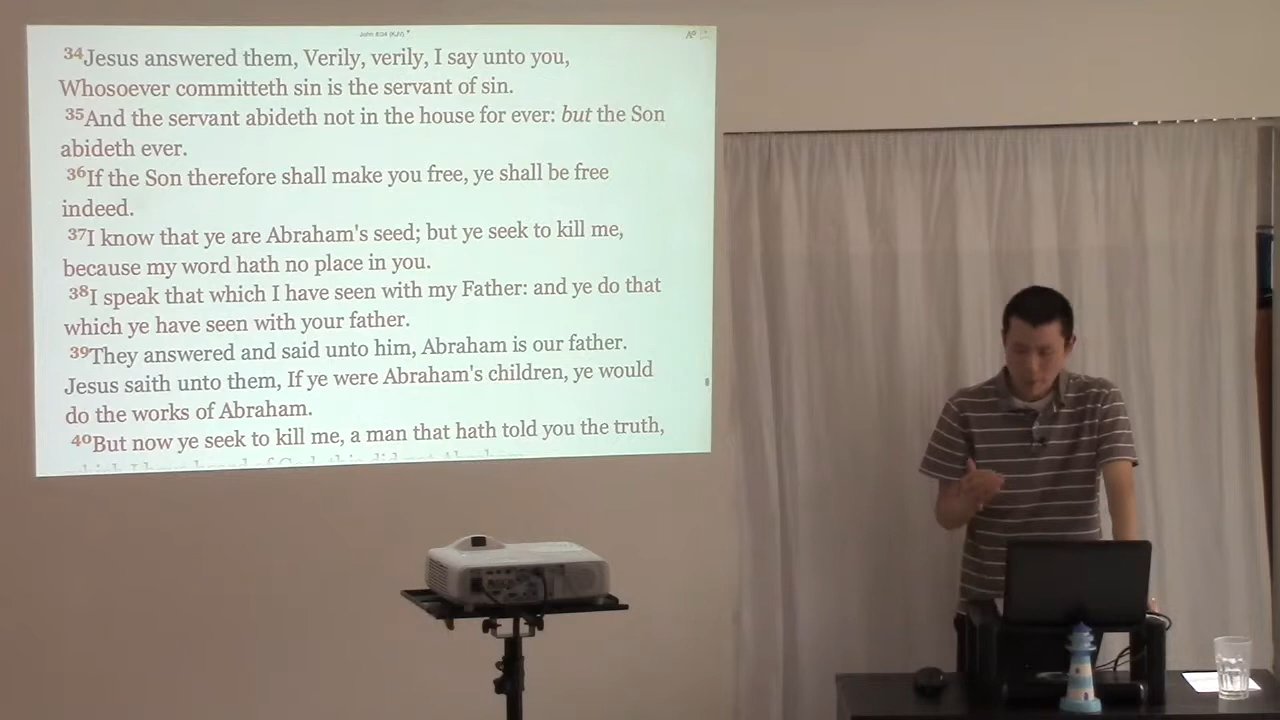 John 8:34 (KJV)
34Jesus answered them, Verily, verily, I say unto you,
Whosoever committeth sin is the servant of sin.
35And the servant abideth not in the house for ever: but the Son
abideth ever.
36If the Son therefore shall make you free, ye shall be free
indeed.
37I know that ye are Abraham's seed; but ye seek to kill me,
because my word hath no place in you.
38I speak that which I have seen with my Father: and ye do that
which ye have seen with your father.
39They answered and said unto him, Abraham is our father.
Jesus saith unto them, If ye were Abraham's children, ye would
do the works of Abraham.
40But now ye seek to kill me, a man that hath told you the truth,